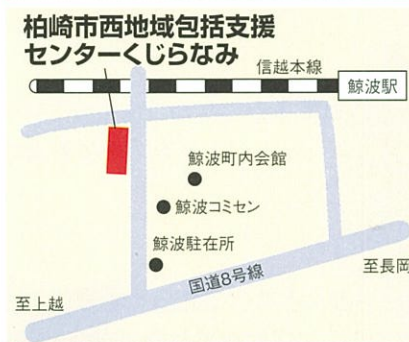 柏崎市西地域包括支援
センターくじらなみ
信越本線
鯨波駅
鯨波町内会館
鯨波コミセン
鯨波駐在所
国道8号線
至長岡
至上越